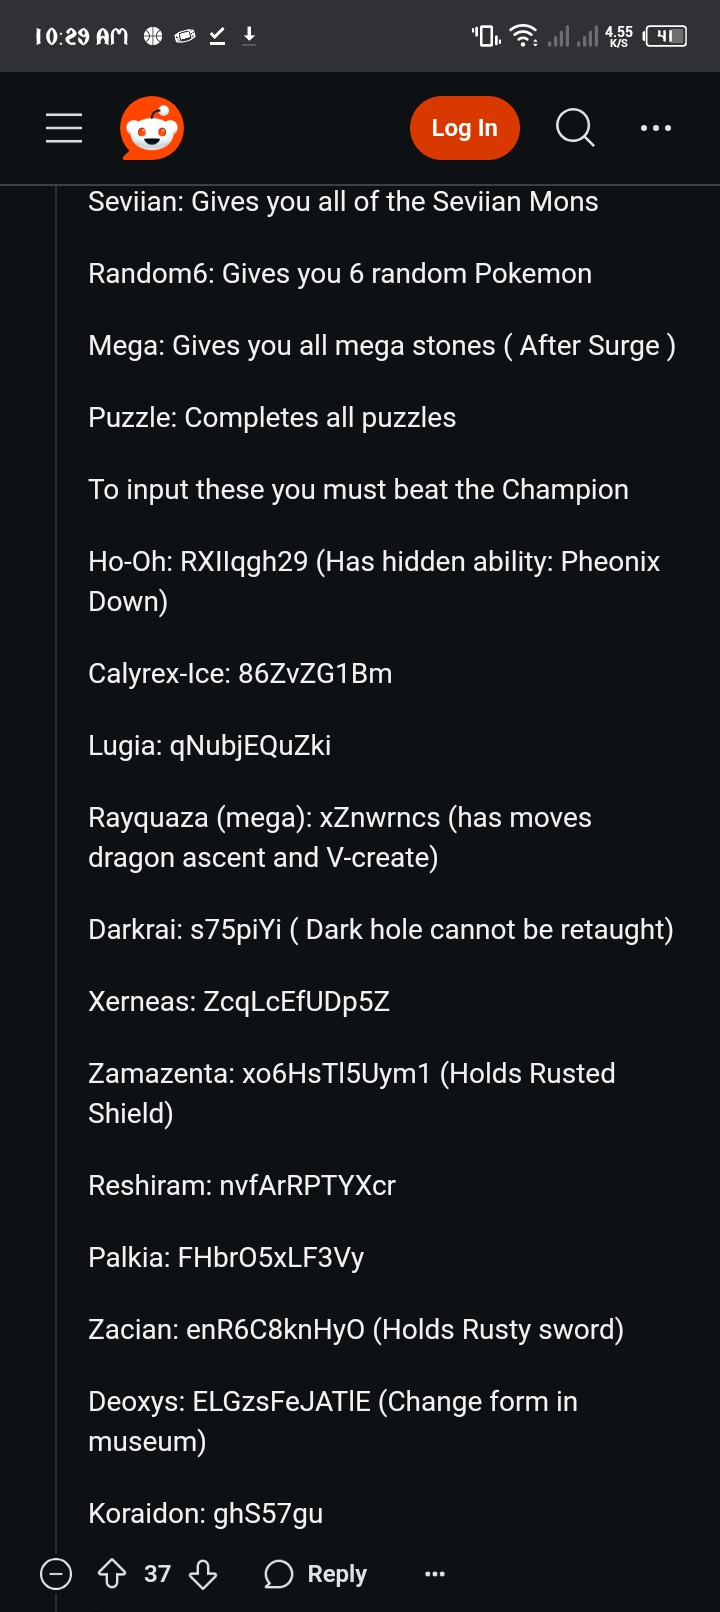 10:29 AM
4.55
K/S
41
Log In
Seviian: Gives you all of the Seviian Mons
Random6: Gives you 6 random Pokemon
Mega: Gives you all mega stones ( After Surge )
Puzzle: Completes all puzzles
To input these you must beat the Champion
Ho-Oh: RXIIqgh29 (Has hidden ability: Pheonix
Down)
Calyrex-Ice: 86ZvZG1Bm
Lugia: qNubjEQuZki
Rayquaza (mega): xZnwrncs (has moves
dragon ascent and V-create)
Darkrai: s75piYi ( Dark hole cannot be retaught)
Xerneas: ZcqLcEfUDp5Z
Zamazenta: xo6HsTl5Uym1 (Holds Rusted
Shield)
Reshiram: nvfArRPTYXcr
Palkia: FHbrO5xLF3Vy
Zacian: enR6C8knHyO (Holds Rusty sword)
Deoxys: ELGzsFeJATlE (Change form in
museum)
Koraidon: ghS57gu
37
Reply